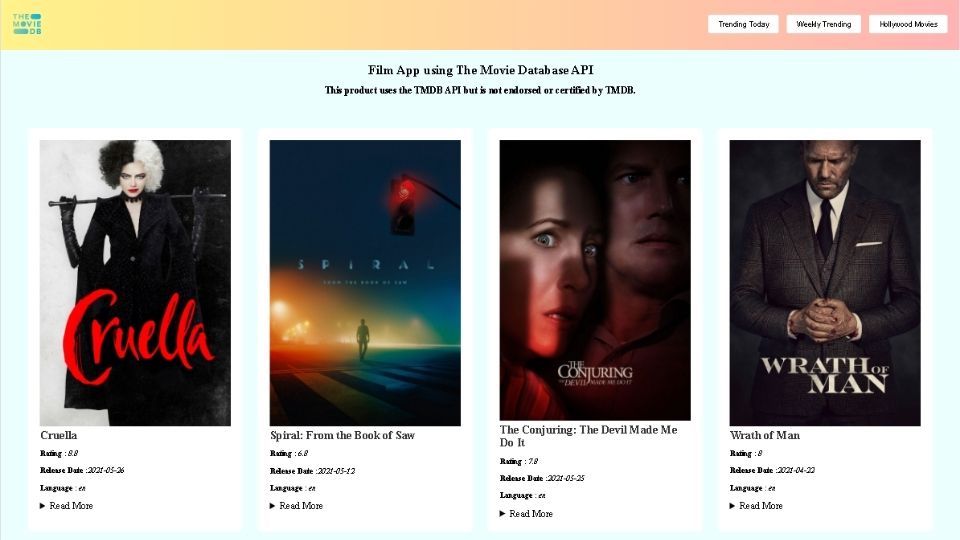 THE
MOVIE
DB
Trending Today
Weekly Trending
Hollywood Movies
Film App using The Movie Database API
This product uses the TMDB API but is not endorsed or certified by TMDB.
Cruella
SPIRAL
FROM THE BOOK OF SAW
THE
CONJURING
THE DEVIL MADE ME DO IT
WRATH OF
MAN
Cruella
Rating : 8.8
Release Date :2021-05-26
Language : en
▶ Read More
Spiral: From the Book of Saw
Rating : 6.8
Release Date :2021-05-12
Language : en
▶ Read More
The Conjuring: The Devil Made Me
Do It
Rating : 7.8
Release Date :2021-05-25
Language : en
▶ Read More
Wrath of Man
Rating : 8
Release Date :2021-04-22
Language : en
▶ Read More